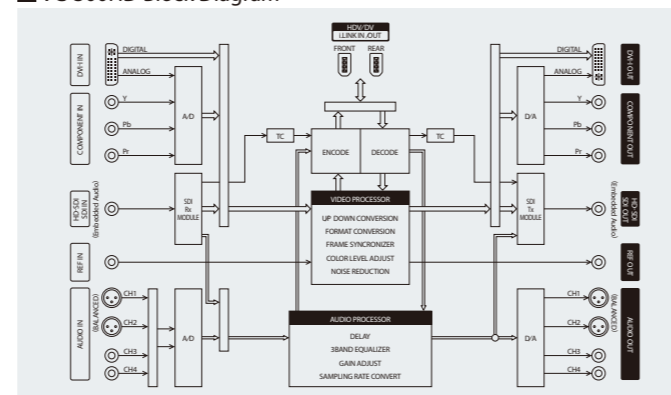 HDV/DV
i.LINK IN /OUT
FRONT REAR
DVI-I IN
DIGITAL
ANALOG
COMPONENT IN
Y
Pb
Pr
A/D
HD-SDI
SDI IN
(Embedded Audio)
SDI
Rx
MODULE
REF IN
AUDIO IN
(BALANCED)
CH1
CH2
CH3
CH4
A/D
TC
ENCODE
DECODE
TC
VIDEO PROCESSOR
UP DOWN CONVERSION
FORMAT CONVERSION
FRAME SYNCRONIZER
COLOR LEVEL ADJUST
NOISE REDUCTION
AUDIO PROCESSOR
DELAY
3BAND EQUALIZER
GAIN ADJUST
SAMPLING RATE CONVERT
DIGITAL
ANALOG
DVI-I OUT
D/A
Y
Pb
Pr
COMPONENT OUT
SDI
Tx
MODULE
(Embedded Audio)
HD-SDI
SDI OUT
REF OUT
D/A
CH1
CH2
CH3
CH4
(BALANCED)
AUDIO OUT